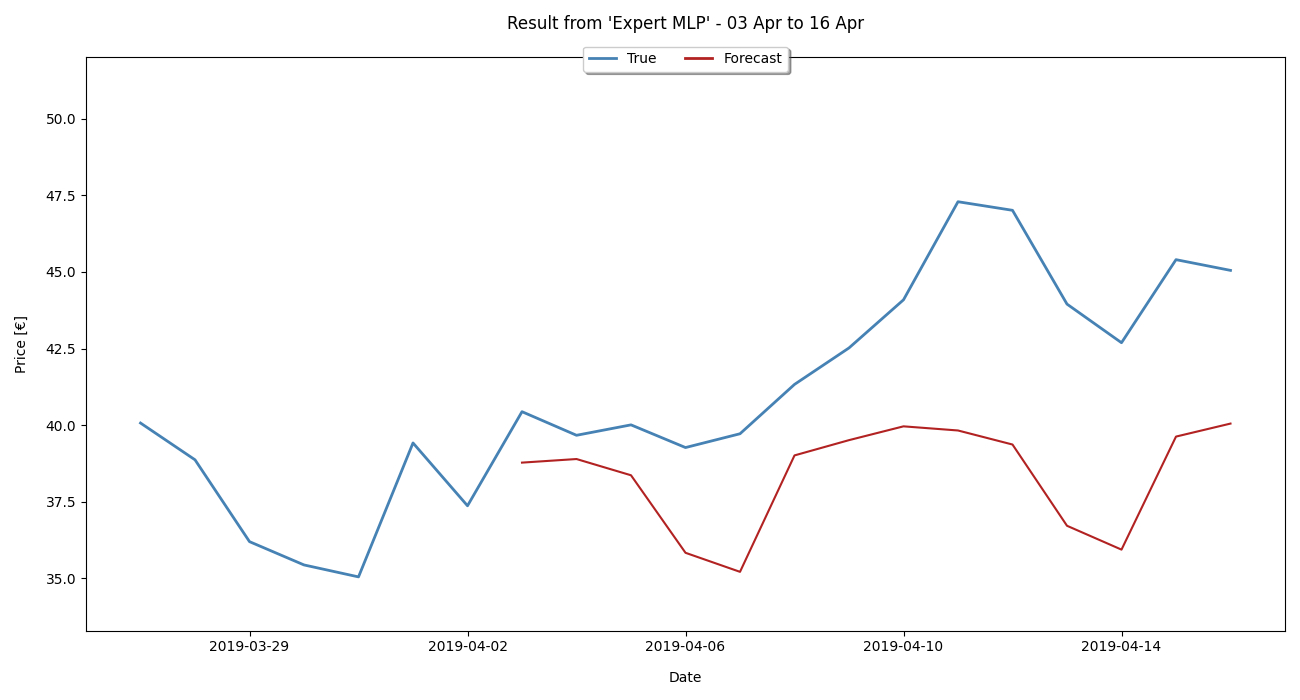 Result from 'Expert MLP' - 03 Apr to 16 Apr
True Forecast
50.0
47.5
45.0
42.5
40.0
37.5
35.0
Price [€]
2019-03-29 2019-04-02 2019-04-06 2019-04-10 2019-04-14
Date